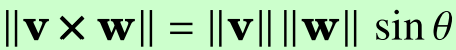 ‖v × w‖ = ‖v‖ ‖w‖ sin θ